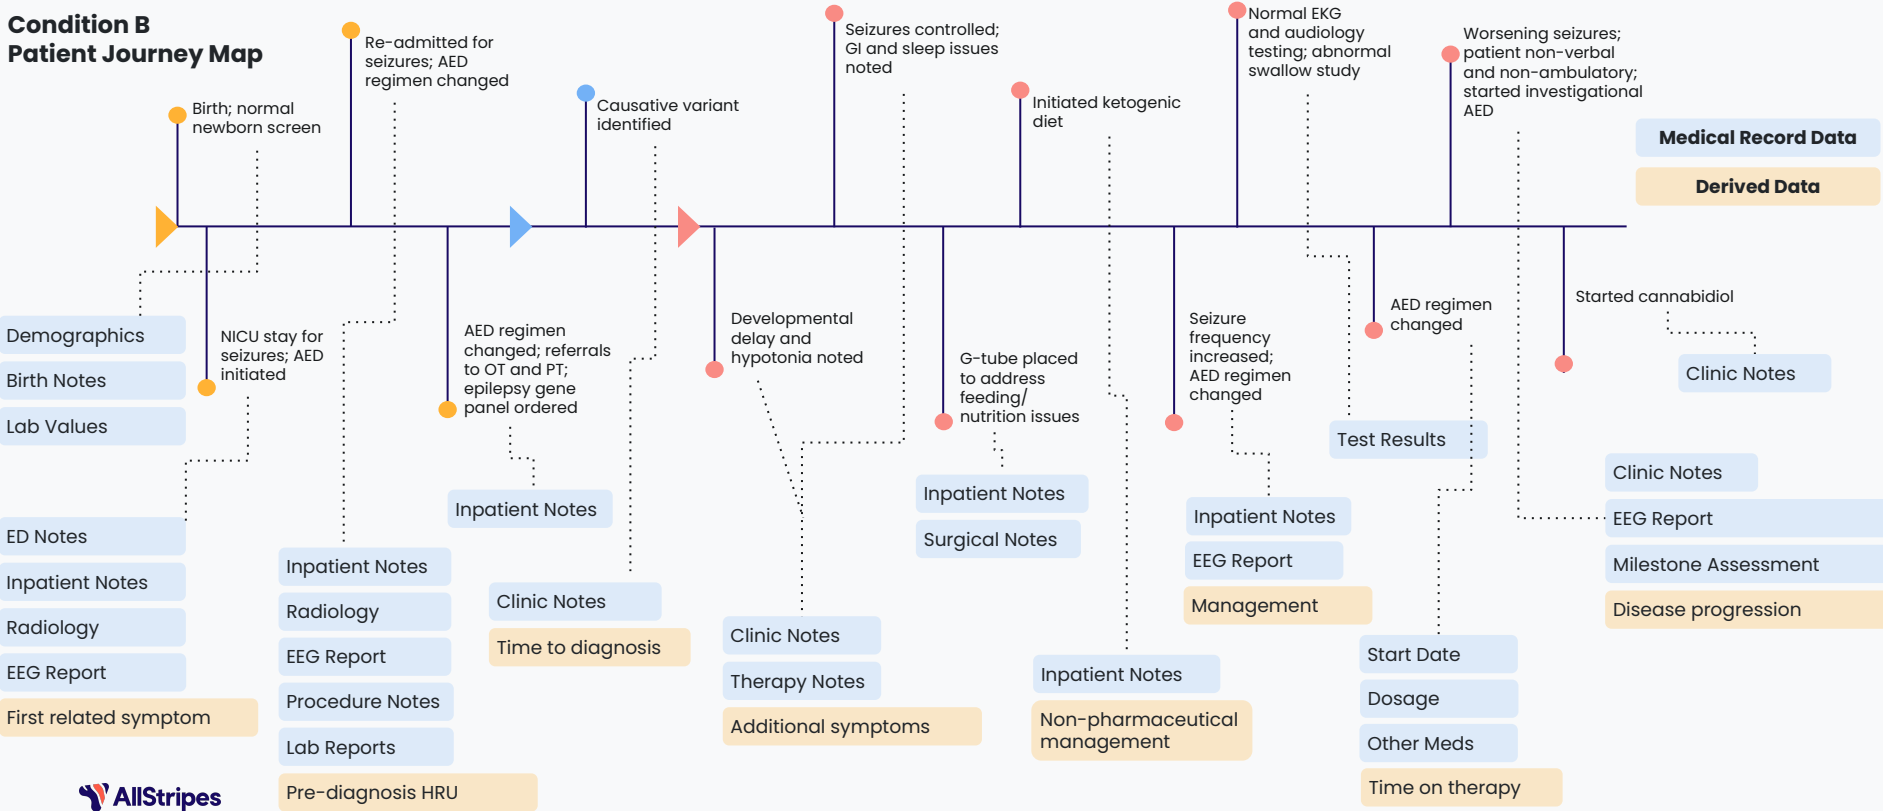 Condition B
Patient Journey Map
Birth; normal
newborn screen
Re-admitted for
seizures; AED
regimen changed
Causative variant
identified
Seizures controlled;
GI and sleep issues
noted
Initiated ketogenic
diet
Normal EKG
and audiology
testing; abnormal
swallow study
Worsening seizures;
patient non-verbal
and non-ambulatory;
started investigational
AED
Medical Record Data
Derived Data
NICU stay for
seizures; AED
initiated
AED regimen
changed; referrals
to OT and PT;
epilepsy gene
panel ordered
Developmental
delay and
hypotonia noted
G-tube placed
to address
feeding/
nutrition issues
Seizure
frequency
increased;
AED regimen
changed
AED regimen
changed
Started cannabidiol
Demographics
Birth Notes
Lab Values
ED Notes
Inpatient Notes
Radiology
EEG Report
First related symptom
Inpatient Notes
Radiology
EEG Report
Procedure Notes
Lab Reports
Pre-diagnosis HRU
Inpatient Notes
Clinic Notes
Time to diagnosis
Clinic Notes
Therapy Notes
Additional symptoms
Inpatient Notes
Surgical Notes
Inpatient Notes
Non-pharmaceutical
management
Inpatient Notes
EEG Report
Management
Test Results
Start Date
Dosage
Other Meds
Time on therapy
Clinic Notes
EEG Report
Milestone Assessment
Disease progression
Clinic Notes
AllStripes